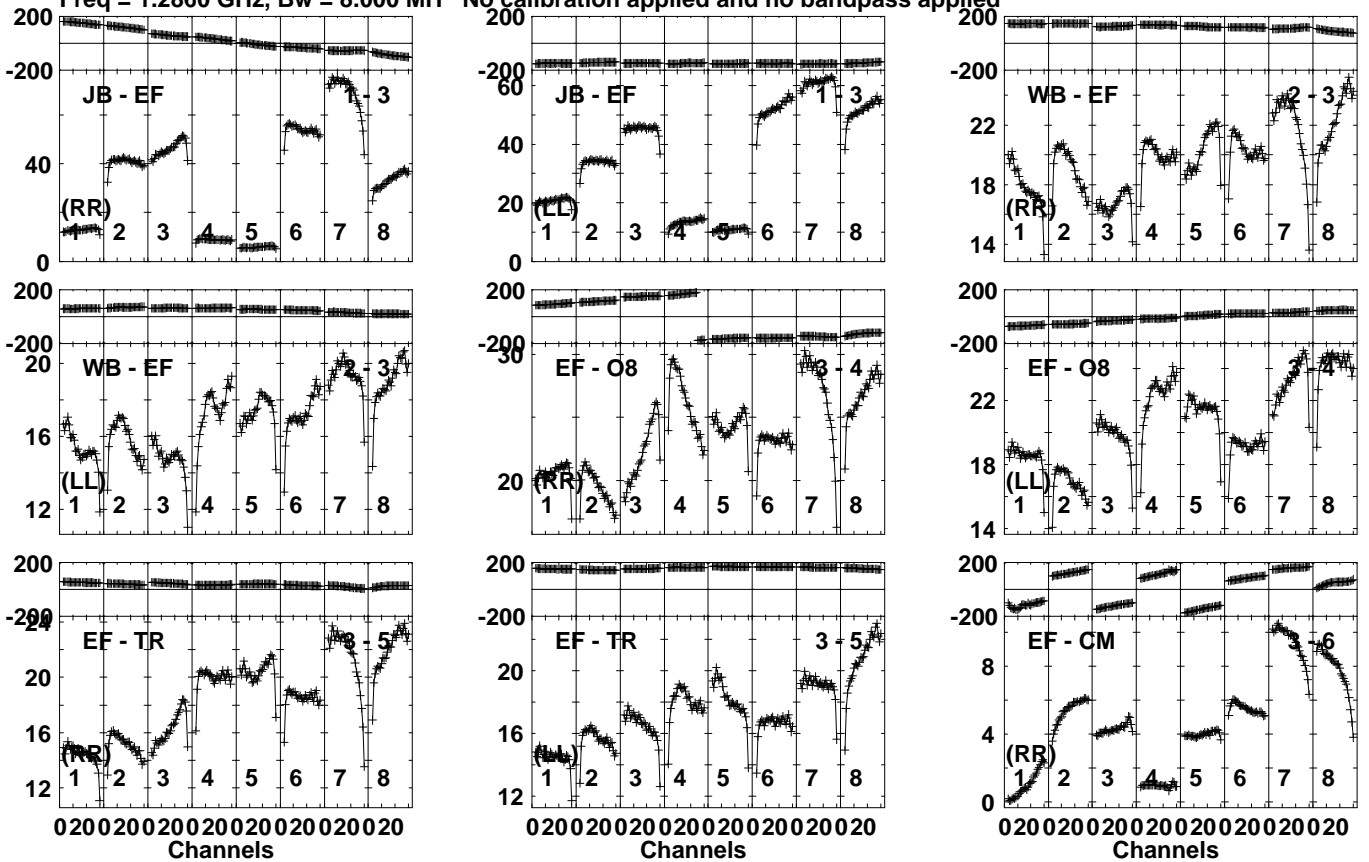 Freq = 1.2860 GHz, Bw = 8.000 MH No calibration applied and no bandpass applied
200
-200
JB - EF
1 - 3
40
0
(RR)
1 2 3 4 5 6 7 8
200
-200
60
40
20
0
JB - EF
1 - 3
(LL)
1 2 3 4 5 6 7 8
200
-200
WB - EF
2 - 3
22
18
14
(RR)
1 2 3 4 5 6 7 8
200
-200
20
16
12
WB - EF
2 - 3
(LL)
1 2 3 4 5 6 7 8
200
-200
30
20
EF - O8
3 - 4
(RR)
1 2 3 4 5 6 7 8
200
-200
22
18
14
EF - O8
3 - 4
(LL)
1 2 3 4 5 6 7 8
200
-200
24
20
16
12
EF - TR
3 - 5
(RR)
1 2 3 4 5 6 7 8
020020020020020020020020
Channels
200
-200
20
16
12
EF - TR
3 - 5
(LL)
1 2 3 4 5 6 7 8
020020020020020020020020
Channels
200
-200
8
4
0
EF - CM
3 - 6
(RR)
1 2 3 4 5 6 7 8
020020020020020020020020
Channels